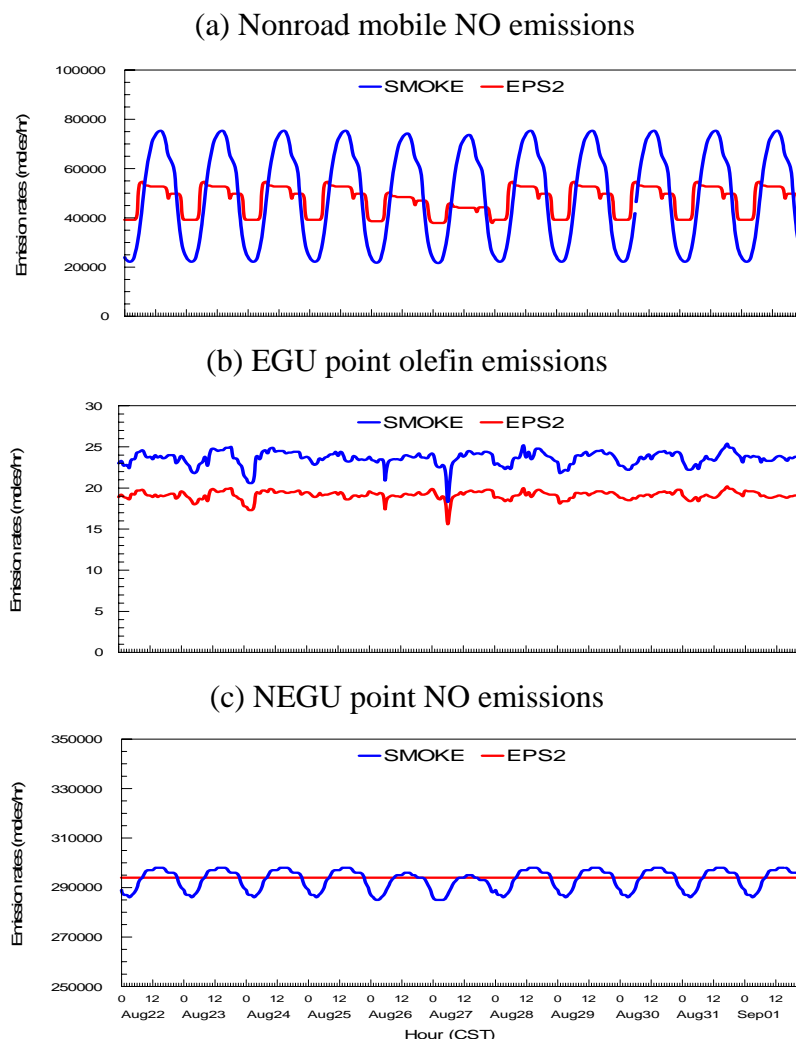 (a) Nonroad mobile NO emissions
100000
80000
60000
40000
20000
0
Emission rates (moles/hr)
SMOKE EPS2
(b) EGU point olefin emissions
30
25
20
15
10
5
0
Emission rates (moles/hr)
SMOKE EPS2
(c) NEGU point NO emissions
350000
330000
310000
290000
270000
250000
Emission rates (moles/hr)
SMOKE EPS2
0 12 0 12 0 12 0 12 0 12 0 12 0 12 0 12 0 12 0 12 0 12
Aug22 Aug23 Aug24 Aug25 Aug26 Aug27 Aug28 Aug29 Aug30 Aug31 Sep01
Hour (CST)